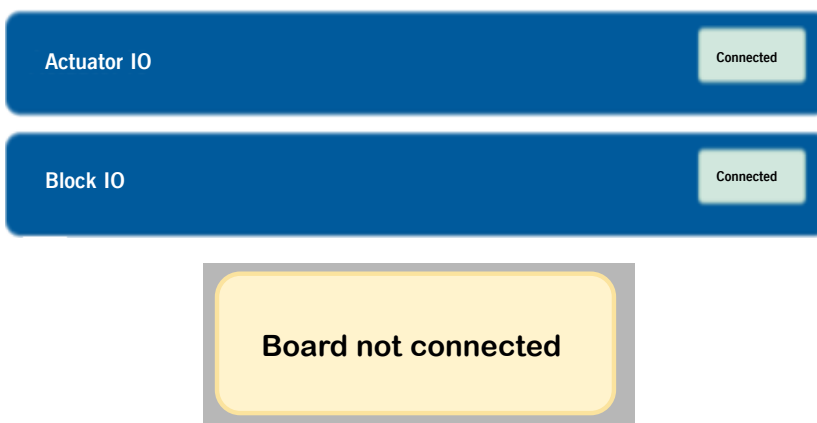 Actuator IO
Connected
Block IO
Connected
Board not connected